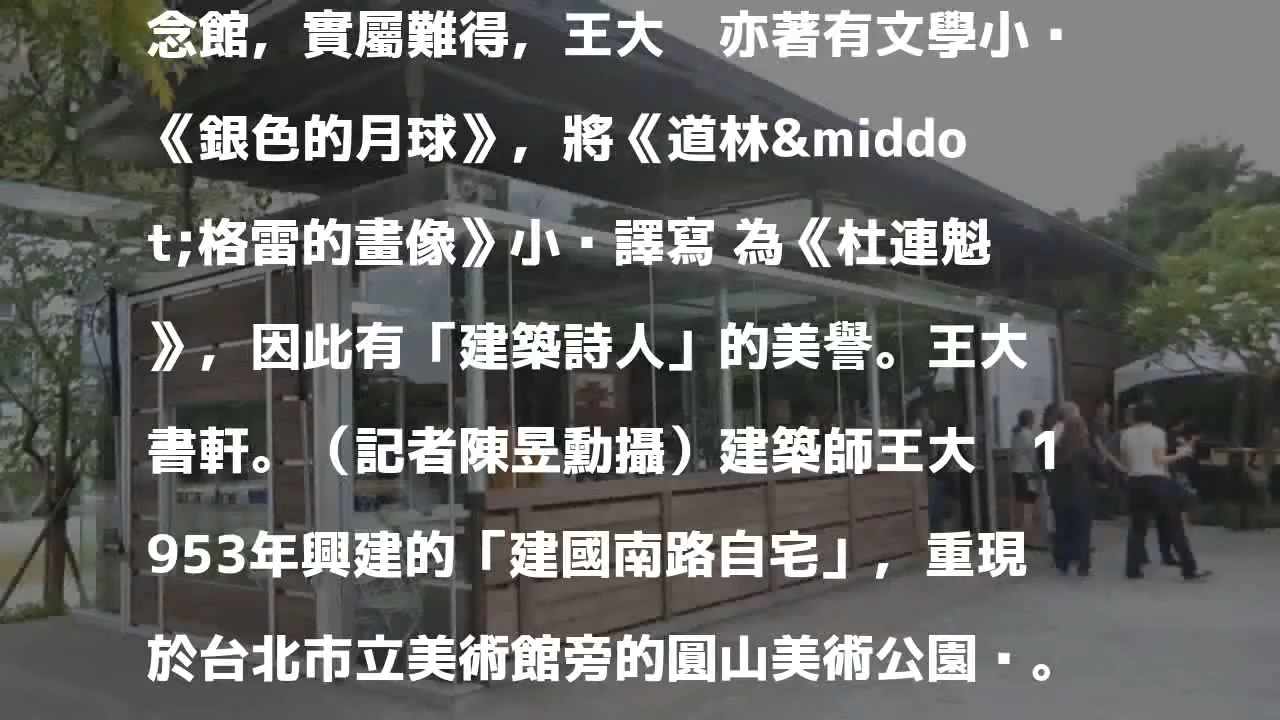 念館，實屬難得，王大　亦著有文學小·
《銀色的月球》，將《道林&middo
t;格雷的畫像》小·譯寫 為《杜連魁
》，因此有「建築詩人」的美譽。王大
書軒。（記者陳昱勳攝）建築師王大　1
953年興建的「建國南路自宅」，重現
於台北市立美術館旁的圓山美術公園·。